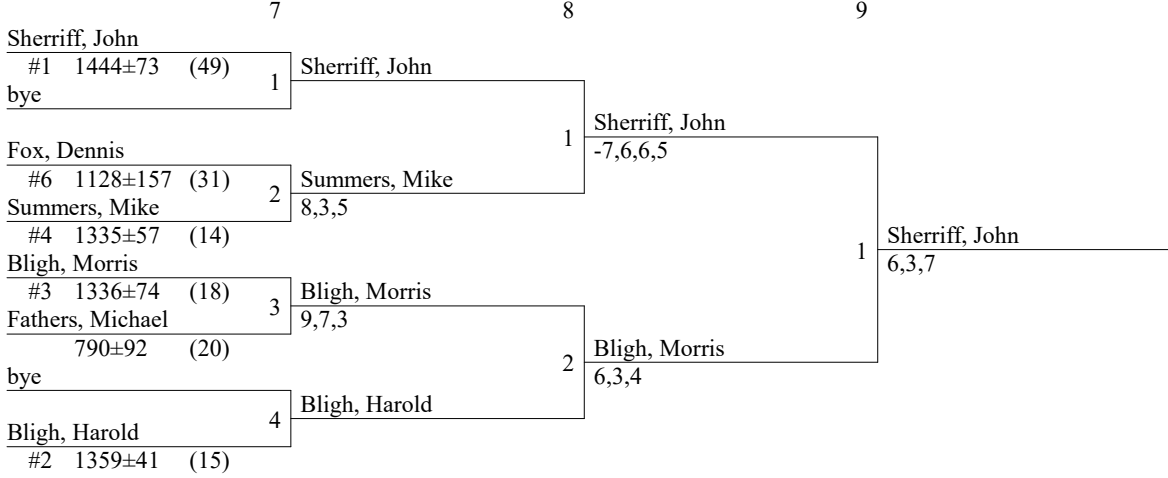 7 8 9
Sherriff, John
#1 1444±73 (49)
1
Sherriff, John
bye
Fox, Dennis
#6 1128±157 (31)
2
Summers, Mike
8,3,5
Summers, Mike
#4 1335±57 (14)
1
Sherriff, John
-7,6,6,5
Bligh, Morris
#3 1336±74 (18)
3
Bligh, Morris
9,7,3
Fathers, Michael
790±92 (20)
bye
4
Bligh, Harold
Bligh, Harold
#2 1359±41 (15)
2
Bligh, Morris
6,3,4
1
Sherriff, John
6,3,7